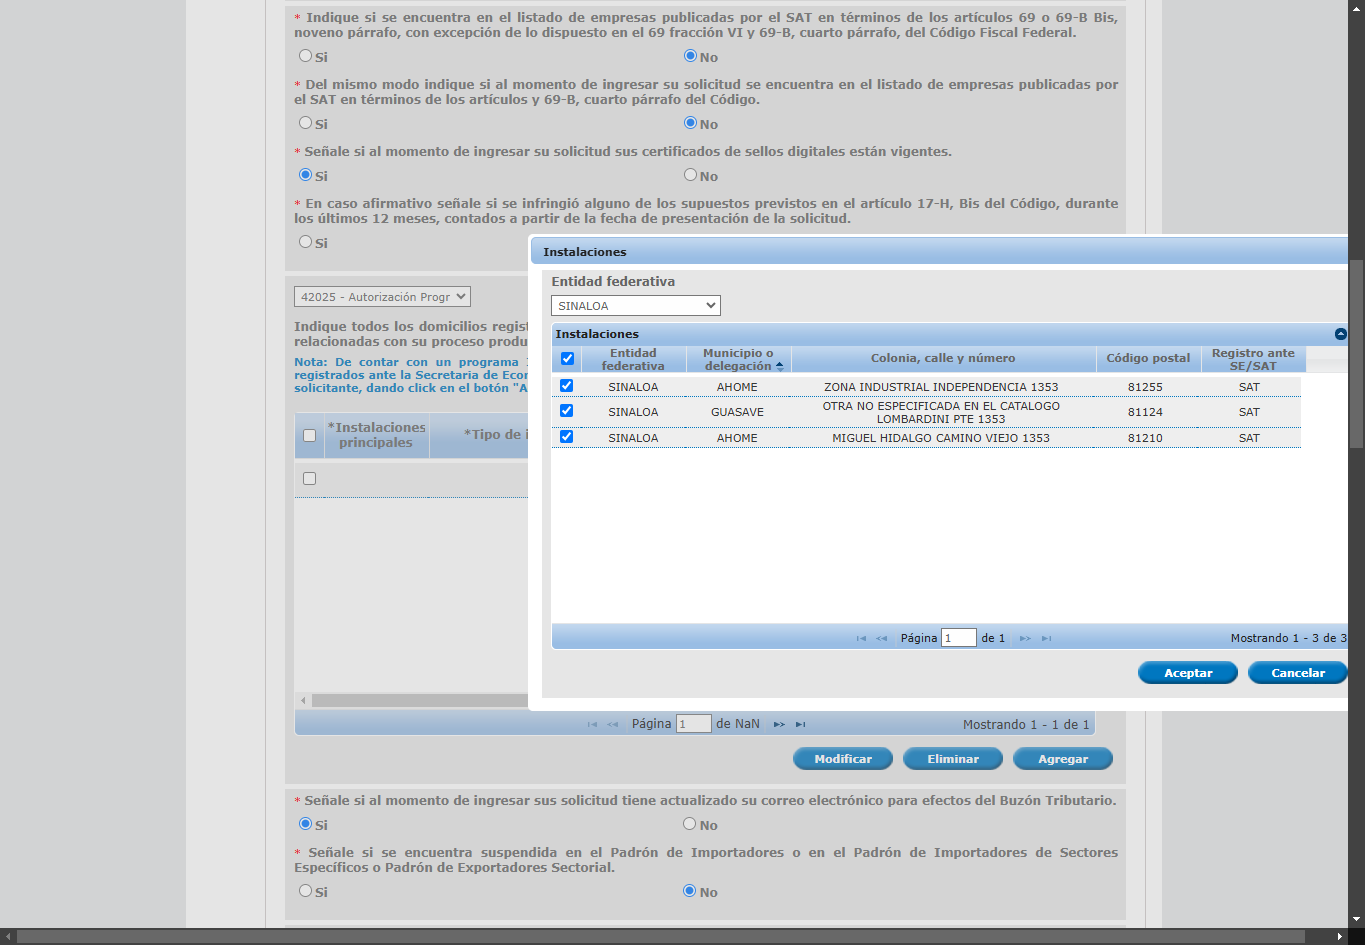 * Indique si se encuentra en el listado de empresas publicadas por el SAT en términos de los artículos 69 o 69-B Bis,
noveno párrafo, con excepción de lo dispuesto en el 69 fracción VI y 69-B, cuarto párrafo, del Código Fiscal Federal.
Si No
* Del mismo modo indique si al momento de ingresar su solicitud se encuentra en el listado de empresas publicadas por
el SAT en términos de los artículos y 69-B, cuarto párrafo del Código.
Si No
* Señale si al momento de ingresar su solicitud sus certificados de sellos digitales están vigentes.
Si No
* En caso afirmativo señale si se infringió alguno de los supuestos previstos en el artículo 17-H, Bis del Código, durante
los últimos 12 meses, contados a partir de la fecha de presentación de la solicitud.
Si
42025 - Autorización Progr
Indique todos los domicilios regist
relacionadas con su proceso produ
Nota: De contar con un programa
registrados ante la Secretaria de Econ
solicitante, dando click en el botón "A
*Instalaciones
principales
*Tipo de i
Instalaciones
Entidad federativa
SINALOA
Instalaciones
Entidad federativa Municipio o delegación Colonia, calle y número Código postal Registro ante SE/SAT
SINALOA AHOME ZONA INDUSTRIAL INDEPENDENCIA 1353 81255 SAT
SINALOA GUASAVE OTRA NO ESPECIFICADA EN EL CATALOGO LOMBARDINI PTE 1353 81124 SAT
SINALOA AHOME MIGUEL HIDALGO CAMINO VIEJO 1353 81210 SAT
Página 1 de 1 Mostrando 1 - 3 de 3
Aceptar Cancelar
Página 1 de NaN Mostrando 1 - 1 de 1
Modificar Eliminar Agregar
* Señale si al momento de ingresar sus solicitud tiene actualizado su correo electrónico para efectos del Buzón Tributario.
Si No
* Señale si se encuentra suspendida en el Padrón de Importadores o en el Padrón de Importadores de Sectores
Específicos o Padrón de Exportadores Sectorial.
Si No